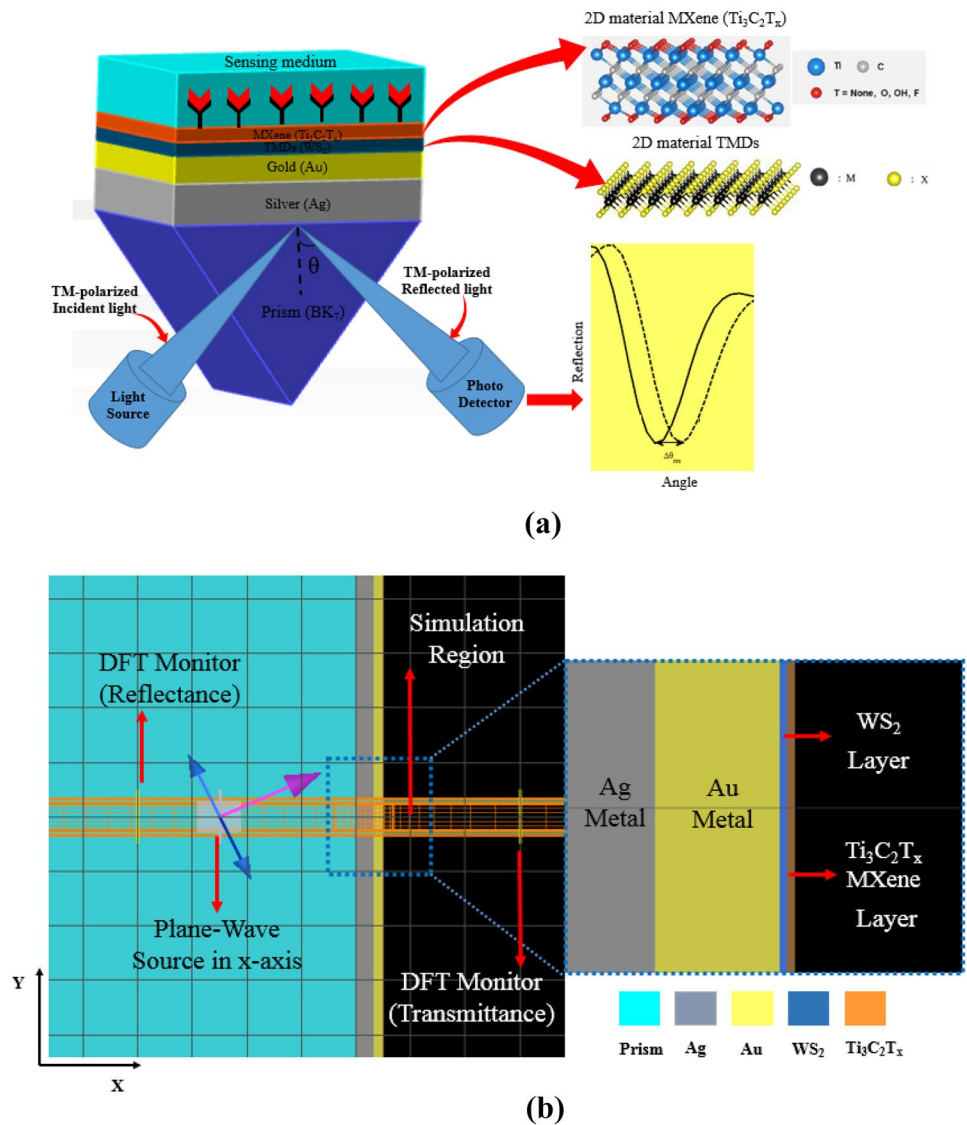 2D material MXene (Ti₃C₂Tₓ)
Sensing medium
Ti
C
T = None, O, OH, F
MXene (Ti₃C₂Tₓ)
TMDs (WS₂)
2D material TMDs
Gold (Au)
: M
: X
Silver (Ag)
θ
TM-polarized
Incident light
TM-polarized
Reflected light
Prism (BK₇)
Reflection
Light
Source
Photo
Detector
Angle
(a)
DFT Monitor
(Reflectance)
Simulation
Region
WS₂
Layer
Ag
Metal
Au
Metal
Ti₃C₂Tₓ
MXene
Layer
Plane-Wave
Source in x-axis
DFT Monitor
(Transmittance)
Y
X
Prism
Ag
Au
WS₂
Ti₃C₂Tₓ
(b)